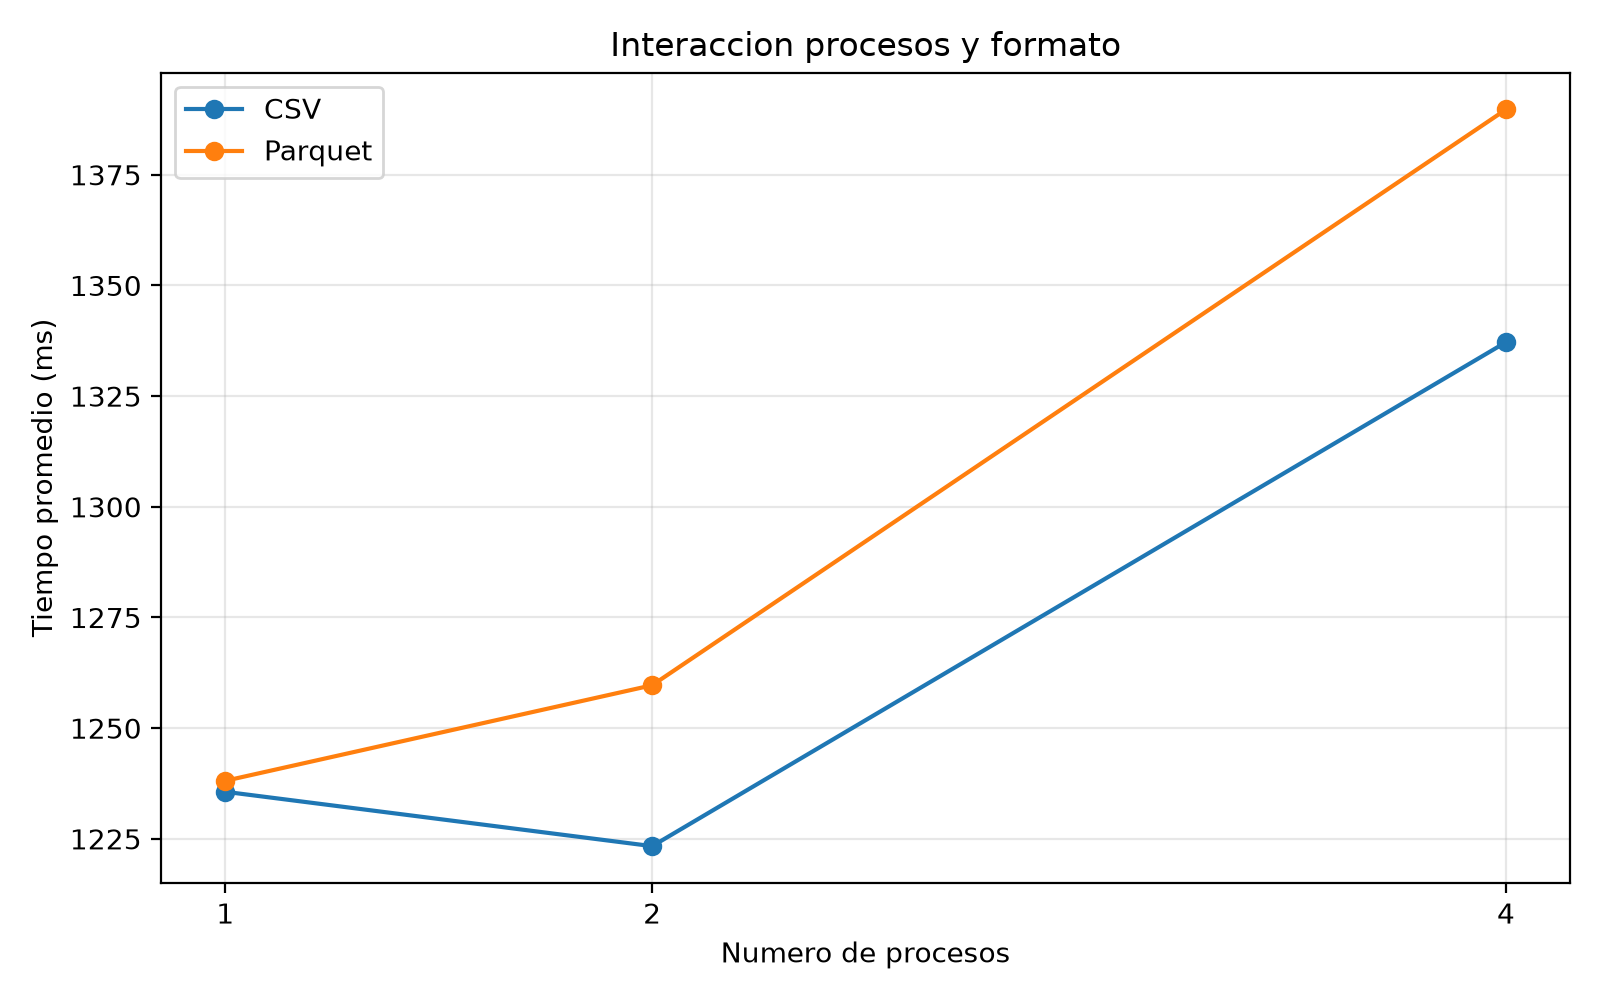 Interaccion procesos y formato
CSV
Parquet
1375
1350
1325
1300
1275
1250
1225
Tiempo promedio (ms)
1 2 4
Numero de procesos